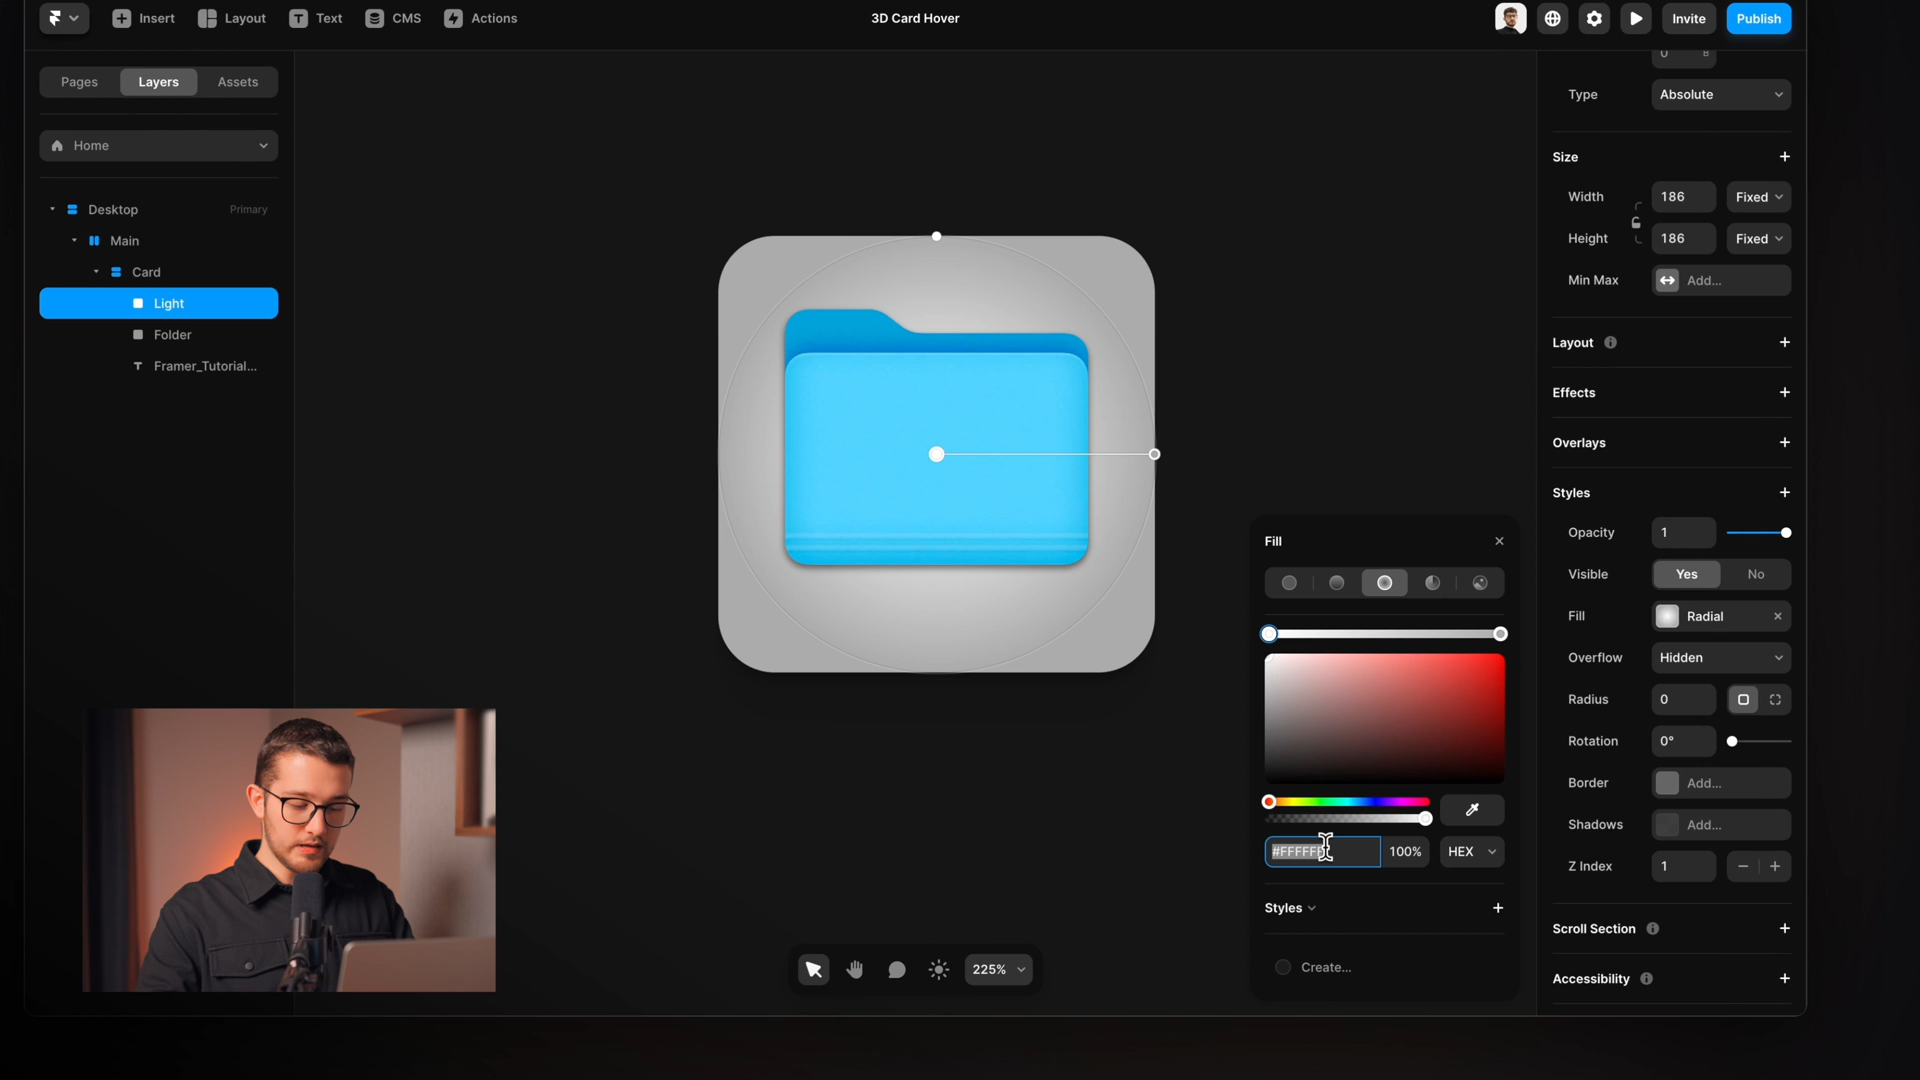 Insert
Layout
Text
CMS
Actions
3D Card Hover
Invite
Publish
Pages
Layers
Assets
Home
Desktop
Primary
Main
Card
Light
Folder
Framer_Tutorial...
Type
Absolute
Size
Width
186
Fixed
Height
186
Fixed
Min Max
Add...
Layout
Effects
Overlays
Styles
Opacity
1
Visible
Yes
No
Fill
Radial
Overflow
Hidden
Radius
0
Rotation
0°
Border
Add...
Shadows
Add...
Z Index
1
Scroll Section
Accessibility
Fill
#FFFFFF
100%
HEX
Styles
Create...
225%